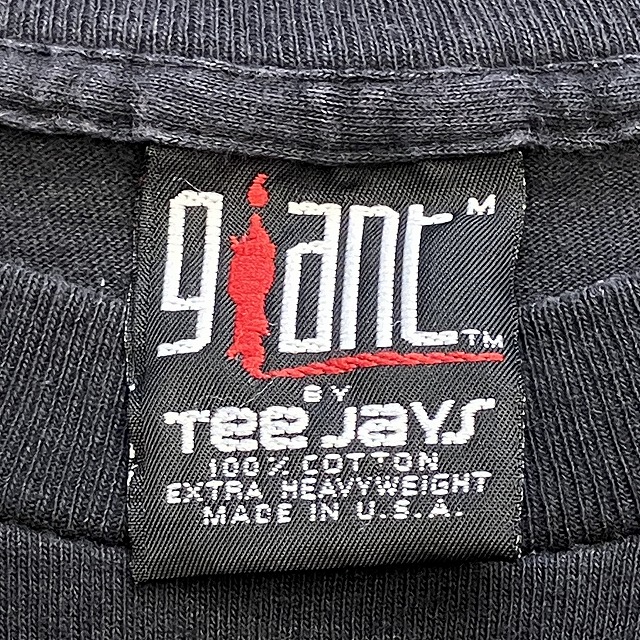 giant M
TM
BY
Tee Jays
100% COTTON
EXTRA HEAVYWEIGHT
MADE IN U.S.A.